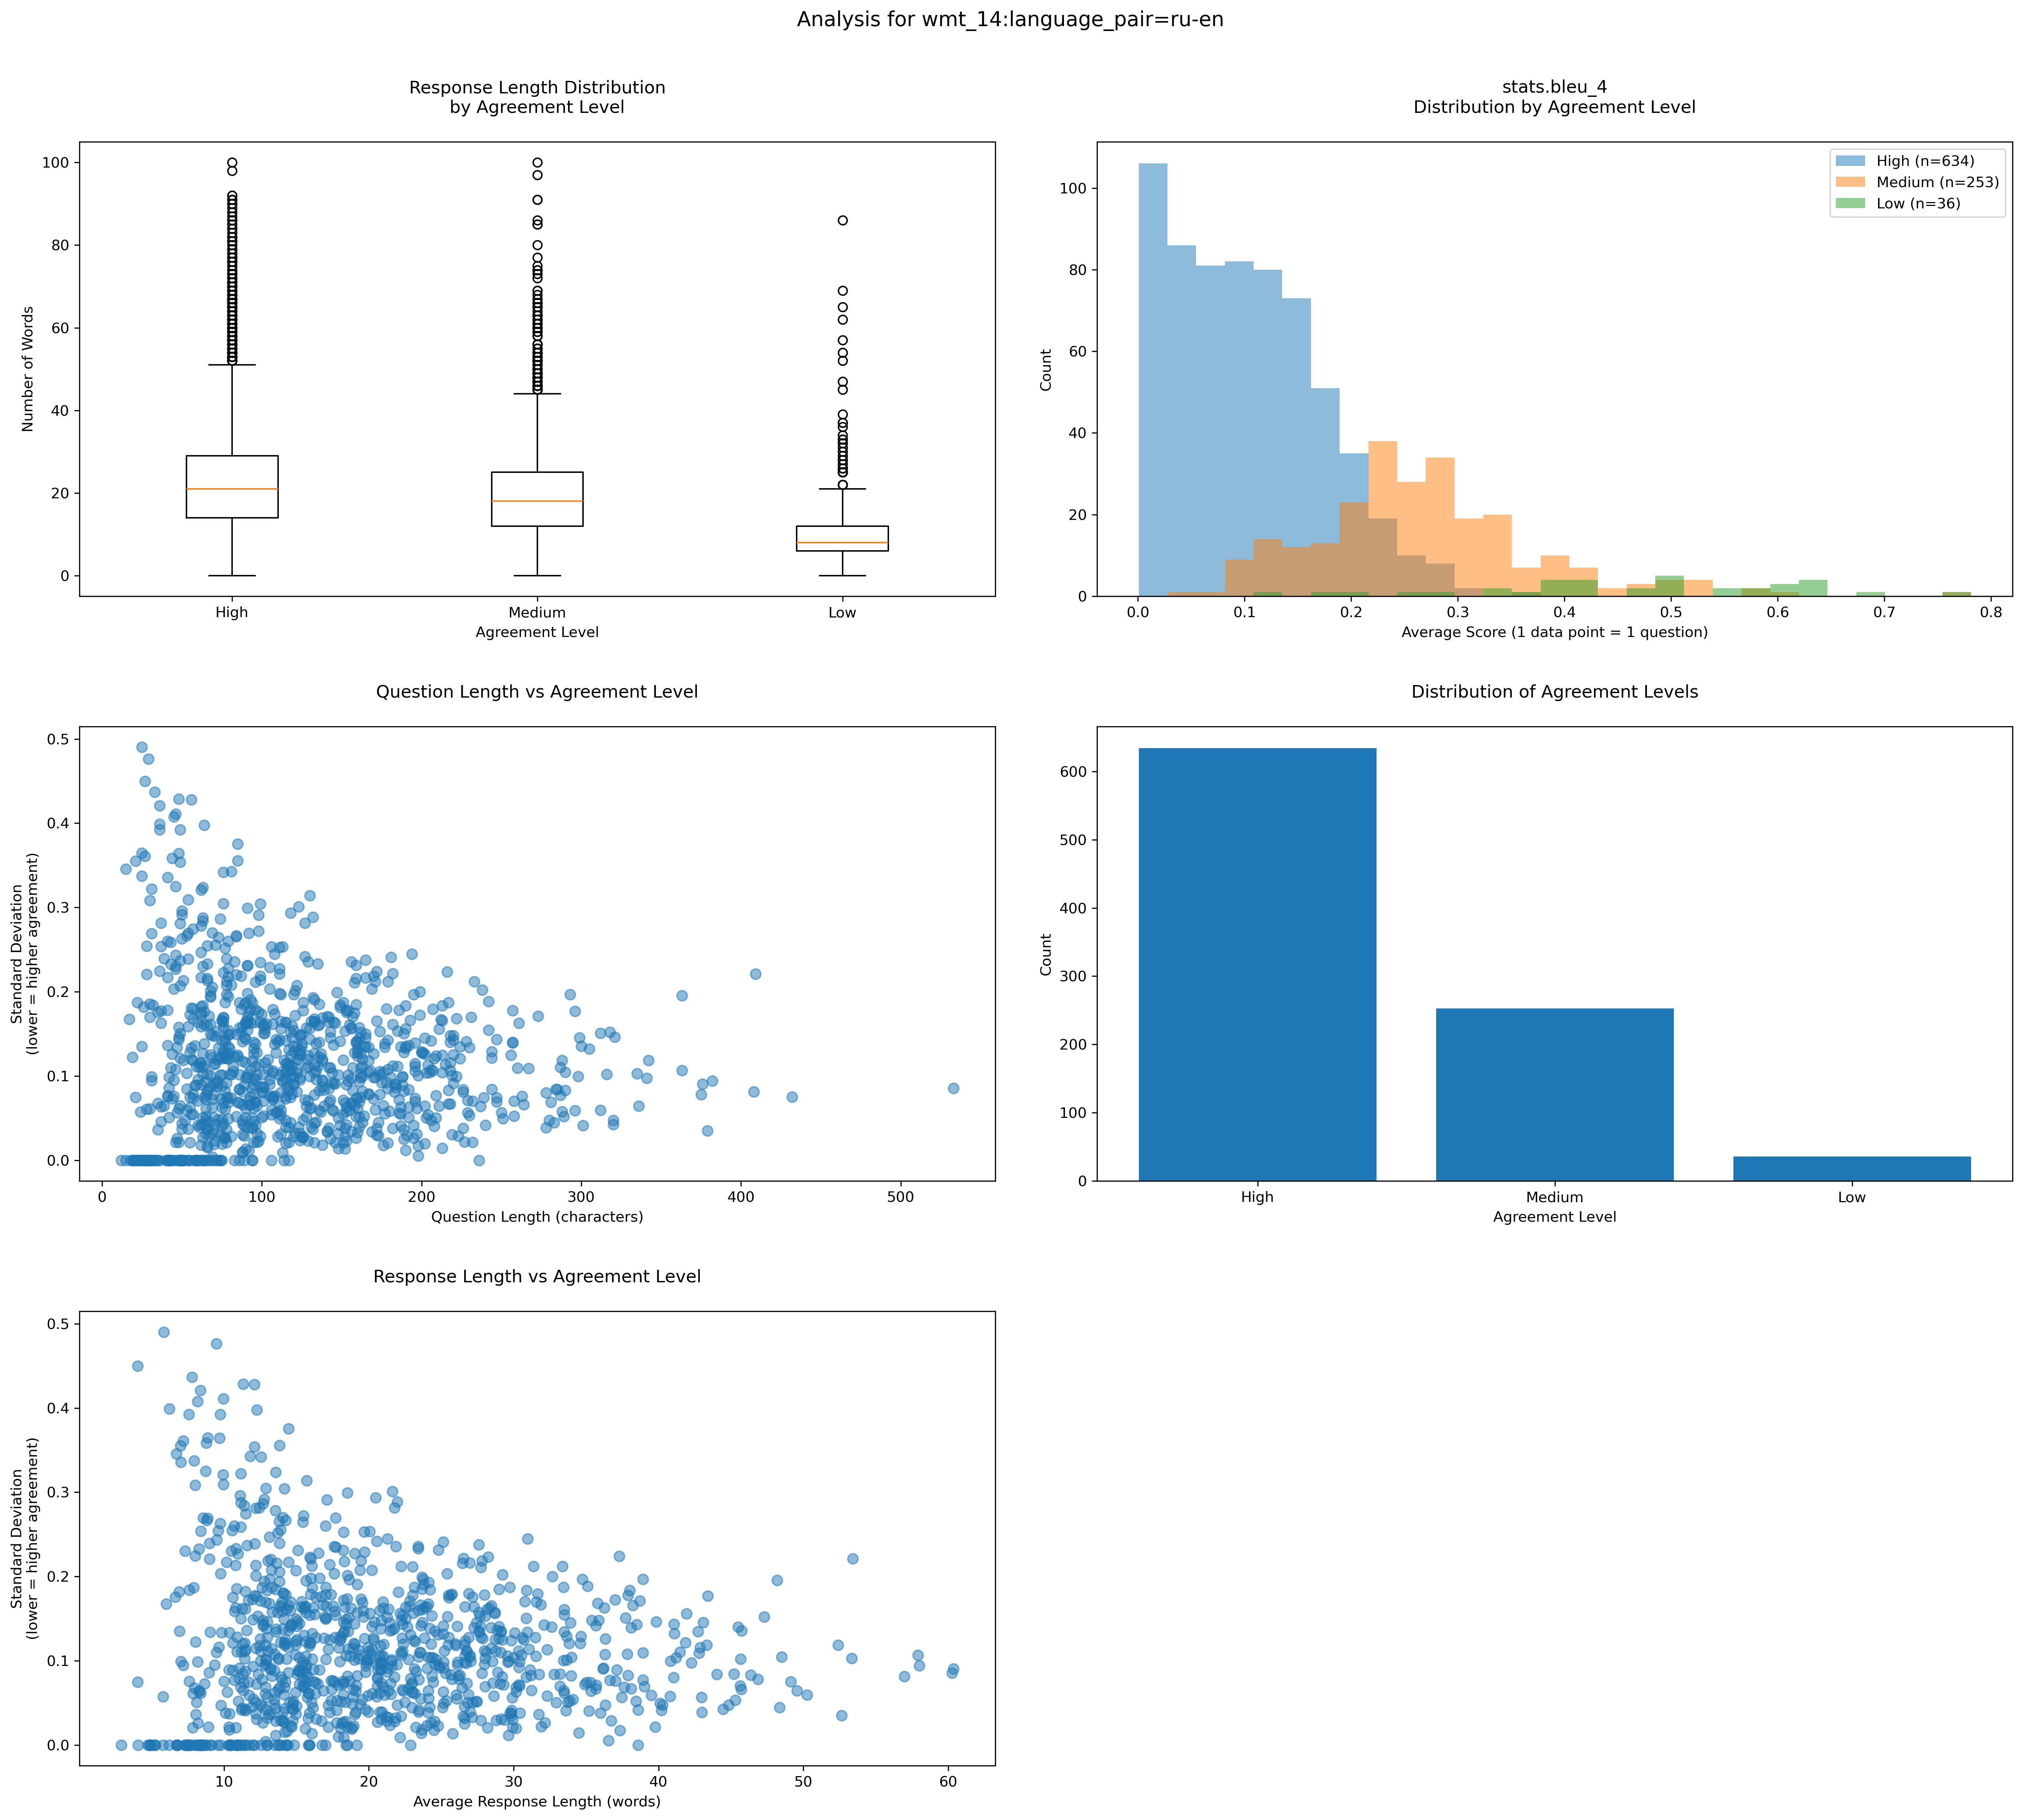 Analysis for wmt_14:language_pair=ru-en
Response Length Distribution
by Agreement Level
100
80
60
40
20
0
Number of Words
High
Medium
Low
Agreement Level
stats.bleu_4
Distribution by Agreement Level
High (n=634)
Medium (n=253)
Low (n=36)
100
80
60
40
20
0
Count
0.0
0.1
0.2
0.3
0.4
0.5
0.6
0.7
0.8
Average Score (1 data point = 1 question)
Question Length vs Agreement Level
0.5
0.4
0.3
0.2
0.1
0.0
Standard Deviation
(lower = higher agreement)
0
100
200
300
400
500
Question Length (characters)
Distribution of Agreement Levels
600
500
400
300
200
100
0
Count
High
Medium
Low
Agreement Level
Response Length vs Agreement Level
0.5
0.4
0.3
0.2
0.1
0.0
Standard Deviation
(lower = higher agreement)
10
20
30
40
50
60
Average Response Length (words)